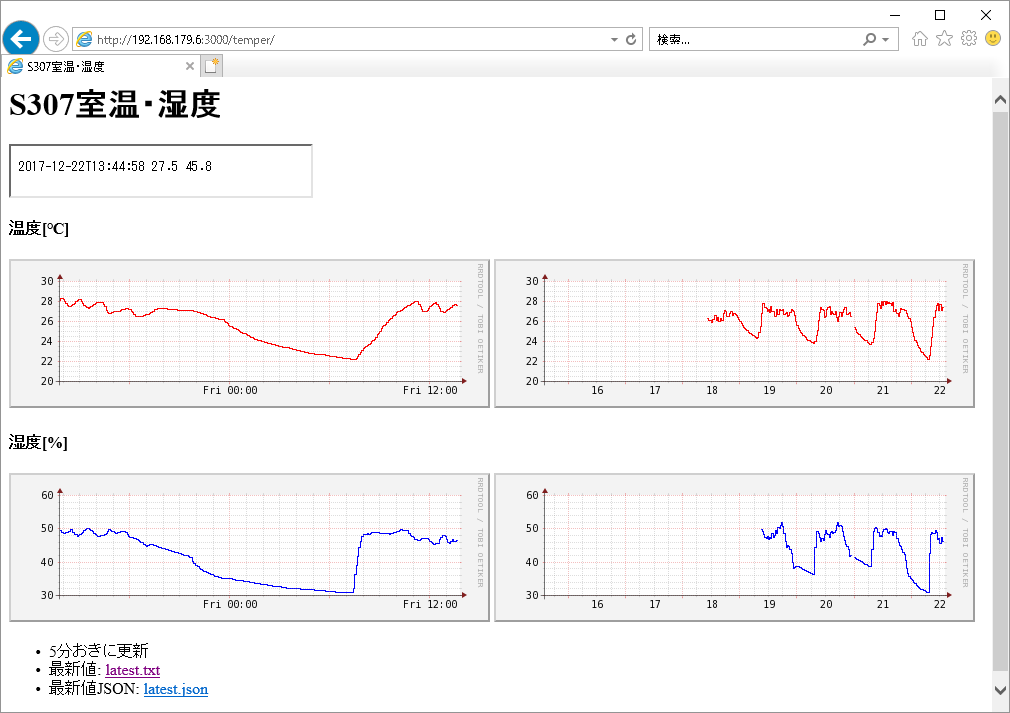 http://192.168.179.6:3000/temper/
検索...
S307室温・湿度
S307室温・湿度
2017-12-22T13:44:58 27.5 45.8
温度[℃]
30
28
26
24
22
20
Fri 00:00 Fri 12:00
RRDTOOL / TOBI OETIKER
30
28
26
24
22
20
16 17 18 19 20 21 22
RRDTOOL / TOBI OETIKER
湿度[%]
60
50
40
30
Fri 00:00 Fri 12:00
RRDTOOL / TOBI OETIKER
60
50
40
30
16 17 18 19 20 21 22
RRDTOOL / TOBI OETIKER
• 5分おきに更新
• 最新値: latest.txt
• 最新値JSON: latest.json